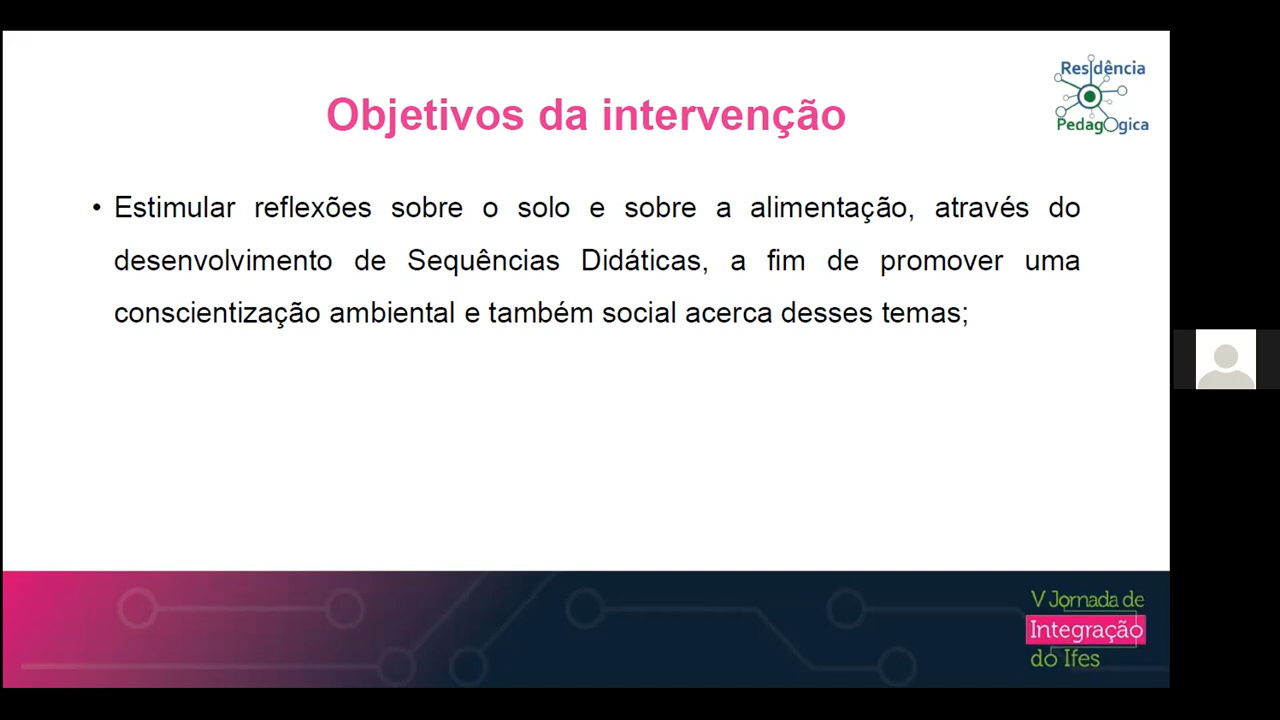 Residência
PedagOgica
Objetivos da intervenção
• Estimular reflexões sobre o solo e sobre a alimentação, através do
desenvolvimento de Sequências Didáticas, a fim de promover uma
conscientização ambiental e também social acerca desses temas;
V Jornada de
Integração
do Ifes